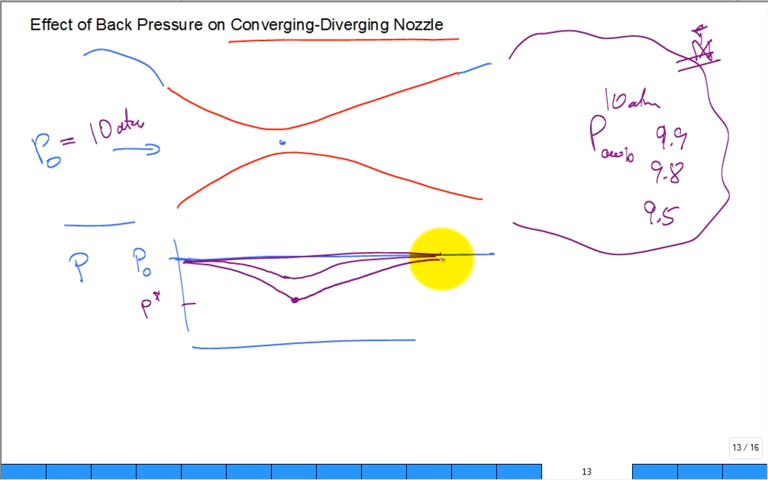 Effect of Back Pressure on Converging-Diverging Nozzle
10 atm
P₀ = 10 atm
P amb 9.9
9.8
9.5
P P₀
P*
13 / 16
13